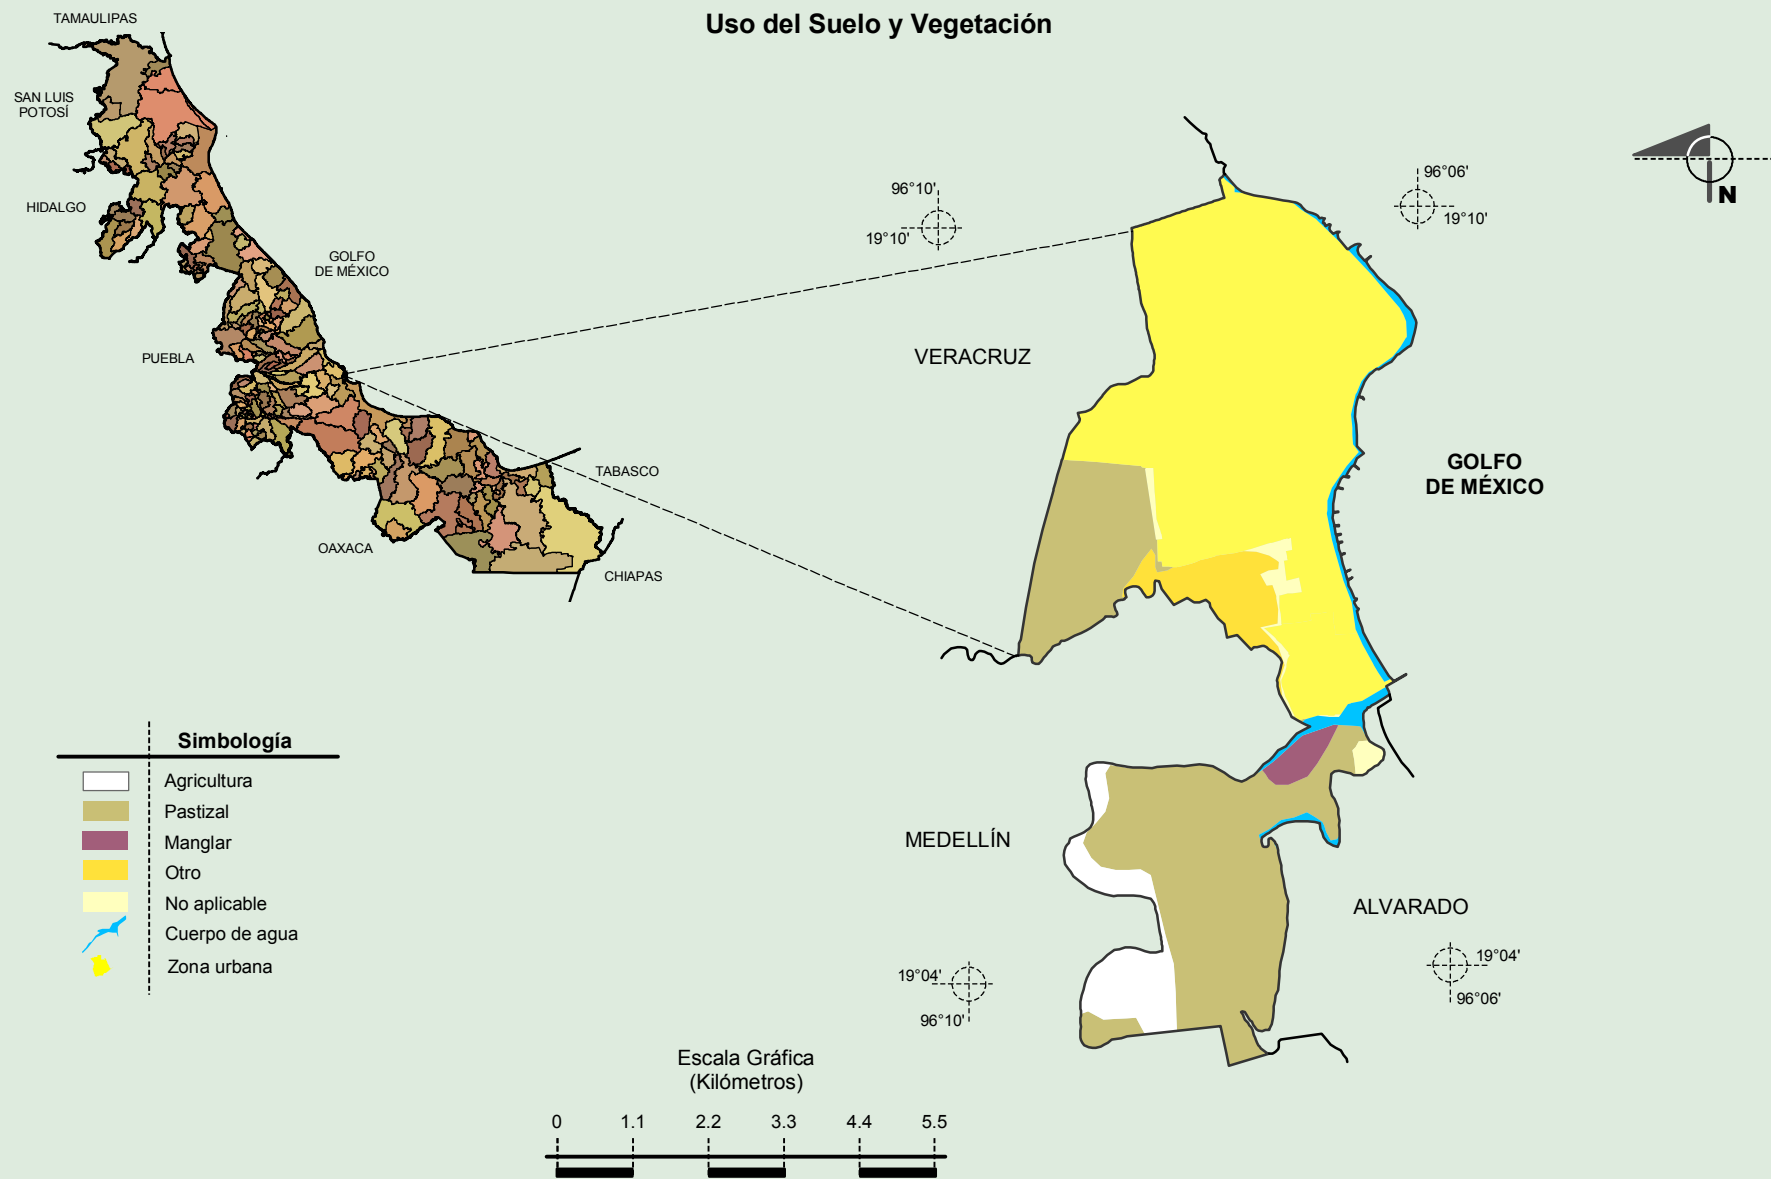 Uso del Suelo y Vegetación
TAMAULIPAS
SAN LUIS
POTOSÍ
HIDALGO
GOLFO
DE MÉXICO
PUEBLA
TABASCO
OAXACA
CHIAPAS
96°10'
19°10'
96°06'
19°10'
N
VERACRUZ
GOLFO
DE MÉXICO
MEDELLÍN
ALVARADO
19°04'
96°10'
19°04'
96°06'
Simbología
Agricultura
Pastizal
Manglar
Otro
No aplicable
Cuerpo de agua
Zona urbana
Escala Gráfica
(Kilómetros)
0 1.1 2.2 3.3 4.4 5.5